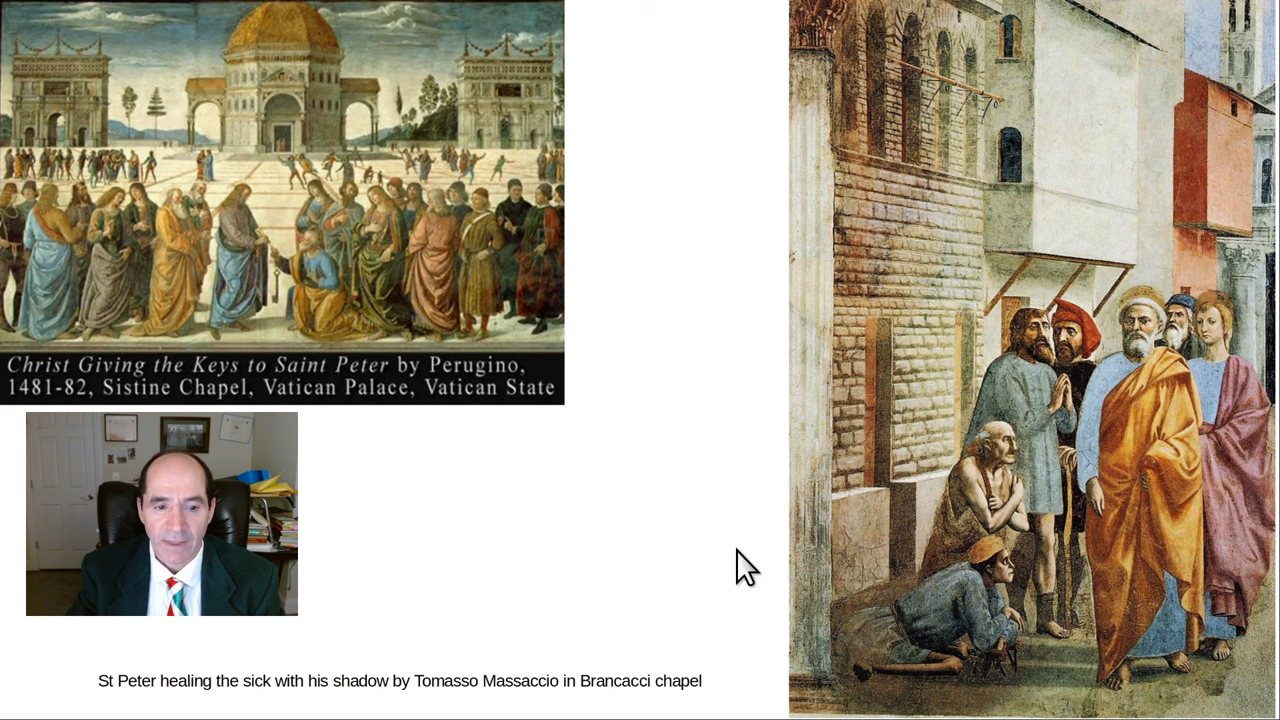 Christ Giving the Keys to Saint Peter by Perugino,
1481-82, Sistine Chapel, Vatican Palace, Vatican State
St Peter healing the sick with his shadow by Tomasso Massaccio in Brancacci chapel